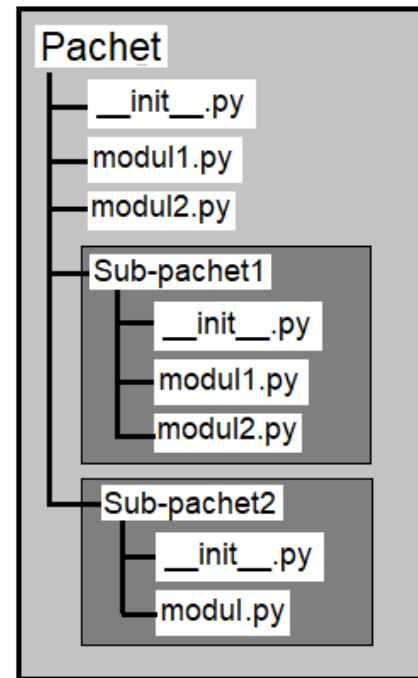 Pachet
__init__.py
modul1.py
modul2.py
Sub-pachet1
__init__.py
modul1.py
modul2.py
Sub-pachet2
__init__.py
modul.py